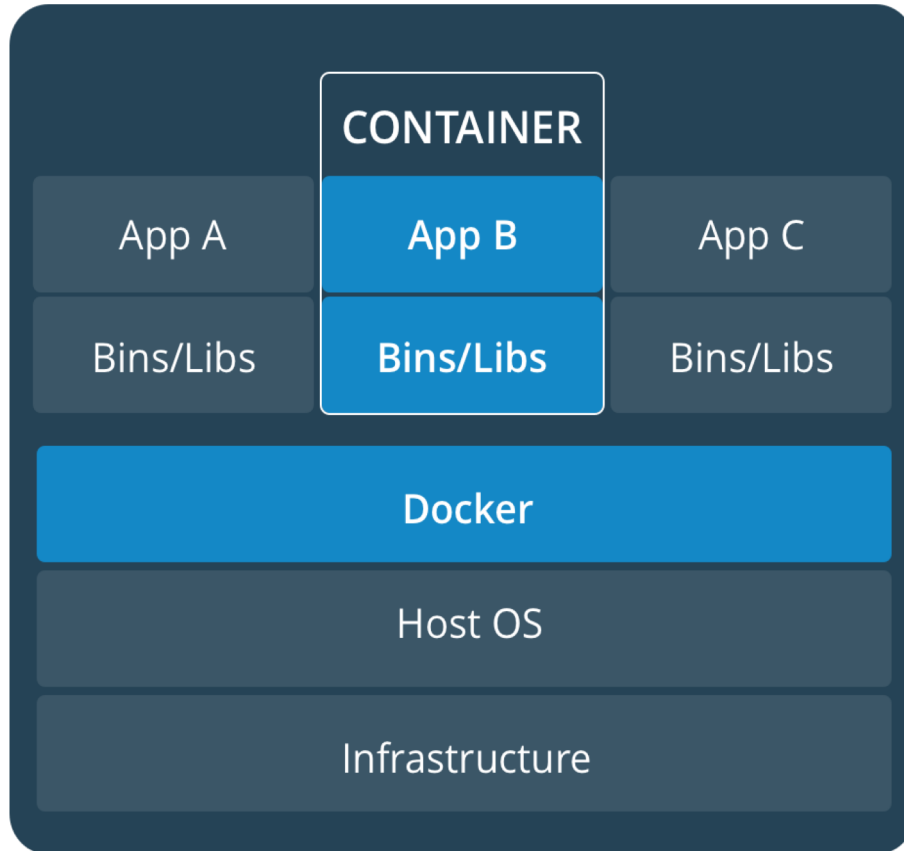 CONTAINER
App A
App B
App C
Bins/Libs
Bins/Libs
Bins/Libs
Docker
Host OS
Infrastructure